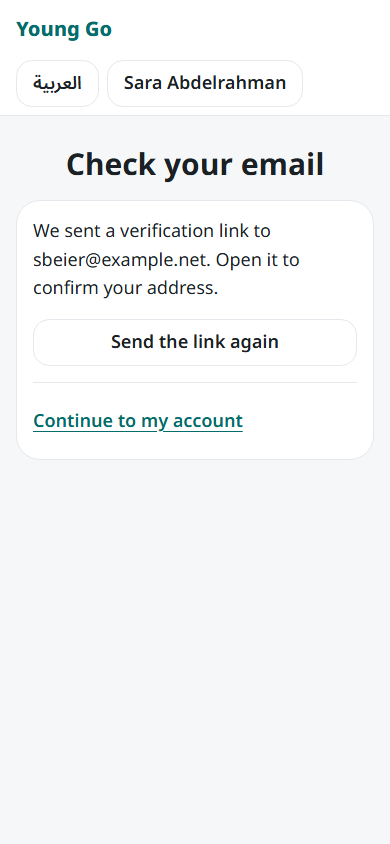 Young Go
العربية
Sara Abdelrahman
Check your email
We sent a verification link to
sbeier@example.net. Open it to
confirm your address.
Send the link again
Continue to my account